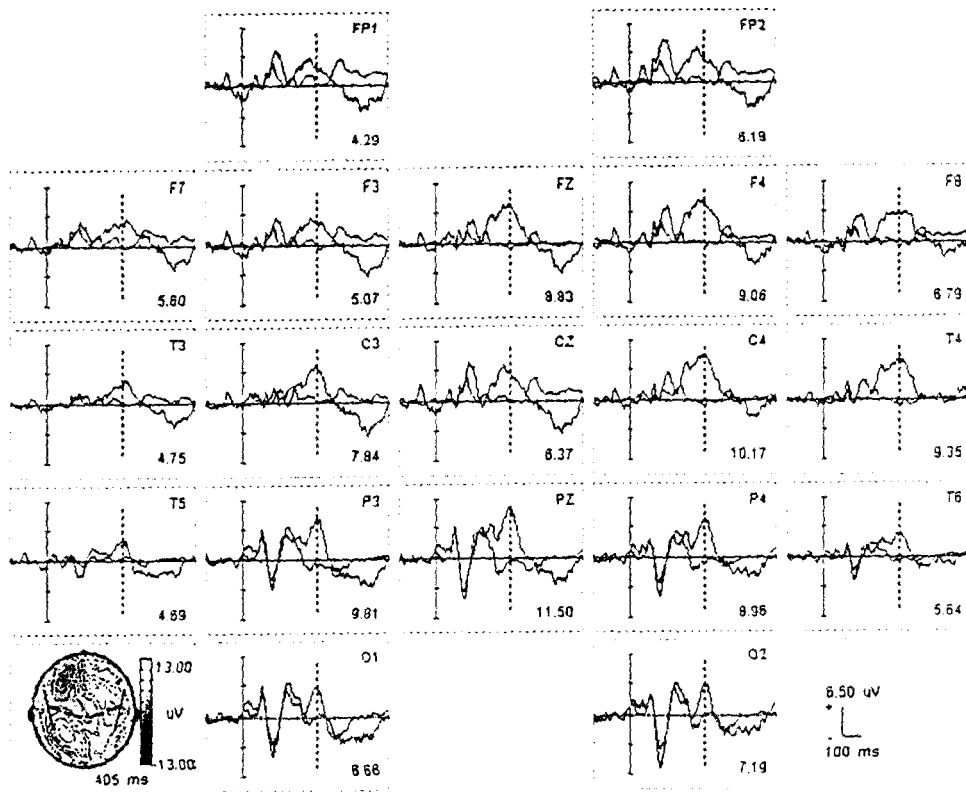 FP1
FP2
4.29
6.19
F7
F3
FZ
F4
F8
5.60
5.07
8.83
9.06
6.79
T3
C3
CZ
C4
T4
4.75
7.84
6.37
10.17
9.35
T5
P3
PZ
P4
T6
4.69
9.81
11.50
8.96
5.64
O1
O2
13.00
uV
-13.00
405 ms
6.66
7.19
6.50 uV
+
-
100 ms